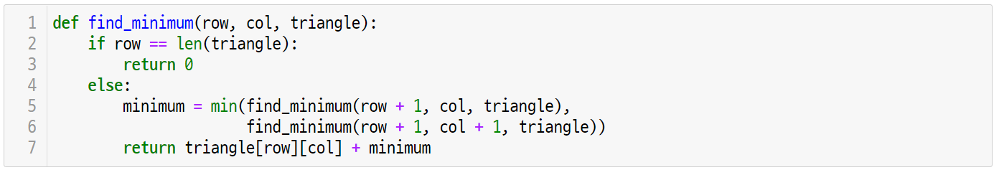 1 def find_minimum(row, col, triangle):
2     if row == len(triangle):
3         return 0
4     else:
5         minimum = min(find_minimum(row + 1, col, triangle),
6                       find_minimum(row + 1, col + 1, triangle))
7         return triangle[row][col] + minimum